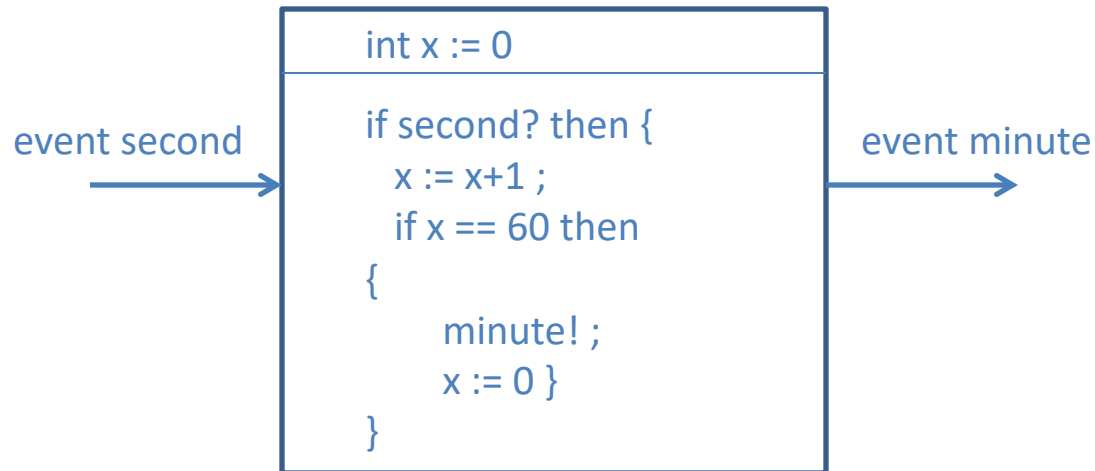 int x := 0
event second
if second? then {
x := x+1 ;
if x == 60 then
{
minute! ;
x := 0 }
}
event minute